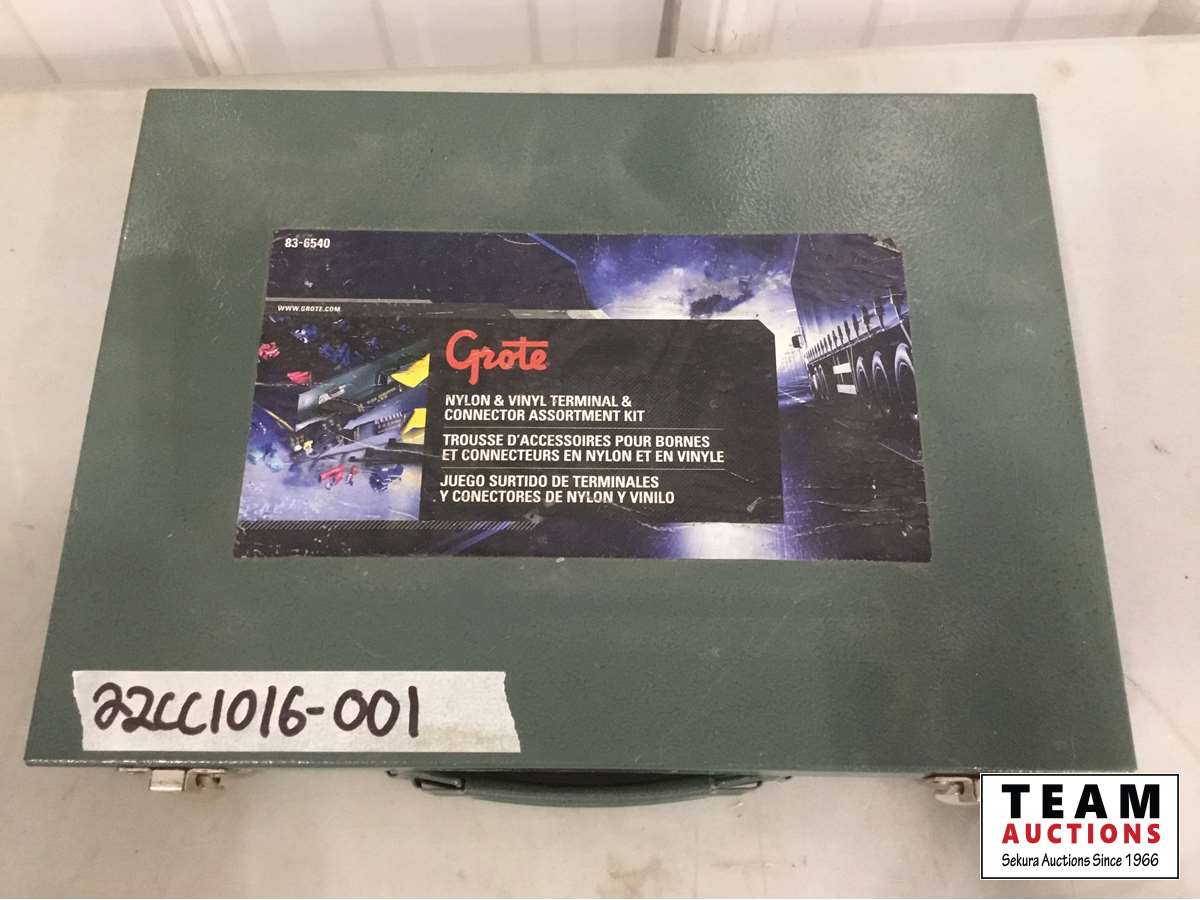 83-6540
WWW.GROTE.COM
Grote
NYLON & VINYL TERMINAL &
CONNECTOR ASSORTMENT KIT
TROUSSE D'ACCESSOIRES POUR BORNES
ET CONNECTEURS EN NYLON ET EN VINYLE
JUEGO SURTIDO DE TERMINALES
Y CONECTORES DE NYLON Y VINILO
22CC1016-001
TEAM
AUCTIONS
Sekura Auctions Since 1966